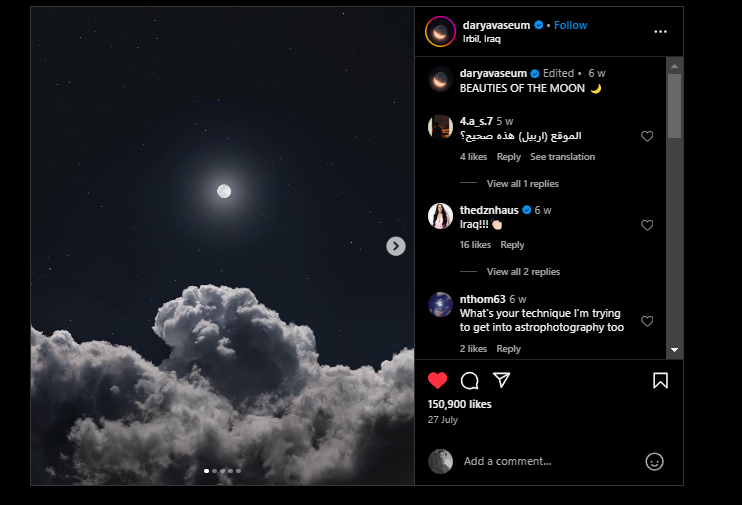 daryavaseum • Follow
Irbil, Iraq
daryavaseum Edited • 6 w
BEAUTIES OF THE MOON 🌙
4.a_s.7 5 w
الموقع (اربيل) هذه صحيح؟
4 likes Reply See translation
View all 1 replies
thedznhaus 6 w
Iraq!!!👏🏻
16 likes Reply
View all 2 replies
nthom63 6 w
What's your technique I'm trying
to get into astrophotography too
2 likes Reply
150,900 likes
27 July
Add a comment...